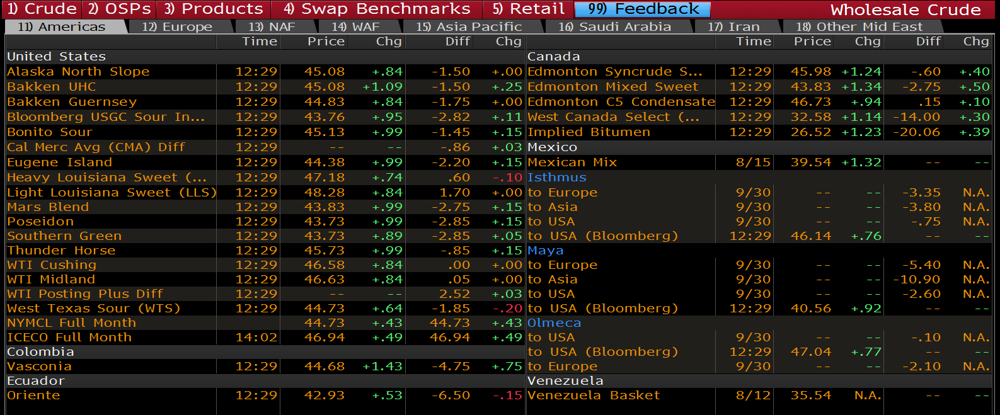 1) Crude 2) OSPs 3) Products 4) Swap Benchmarks 5) Retail 99) Feedback Wholesale Crude
11) Americas 12) Europe 13) NAF 14) WAF 15) Asia Pacific 16) Saudi Arabia 17) Iran 18) Other Mid East
Time Price Chg Diff Chg Time Price Chg Diff Chg
United States Canada
Alaska North Slope 12:29 45.08 +.84 -1.50 +.00 Edmonton Syncrude S... 12:29 45.98 +1.24 -.60 +.40
Bakken UHC 12:29 45.08 +1.09 -1.50 +.25 Edmonton Mixed Sweet 12:29 43.83 +1.34 -2.75 +.50
Bakken Guernsey 12:29 44.83 +.84 -1.75 +.00 Edmonton C5 Condensate 12:29 46.73 +.94 .15 +.10
Bloomberg USGC Sour In... 12:29 43.76 +.95 -2.82 +.11 West Canada Select (... 12:29 32.58 +1.14 -14.00 +.30
Bonito Sour 12:29 45.13 +.99 -1.45 +.15 Implied Bitumen 12:29 26.52 +1.23 -20.06 +.39
Cal Merc Avg (CMA) Diff 12:29 -- -- -.86 +.03 Mexico
Eugene Island 12:29 44.38 +.99 -2.20 +.15 Mexican Mix 8/15 39.54 +1.32 -- --
Heavy Louisiana Sweet (... 12:29 47.18 +.74 .60 -.10 Isthmus
Light Louisiana Sweet (LLS) 12:29 48.28 +.84 1.70 +.00 to Europe 9/30 -- -- -3.35 N.A.
Mars Blend 12:29 43.83 +.99 -2.75 +.15 to Asia 9/30 -- -- -3.80 N.A.
Poseidon 12:29 43.73 +.99 -2.85 +.15 to USA 9/30 -- -- -.75 N.A.
Southern Green 12:29 43.73 +.89 -2.85 +.05 to USA (Bloomberg) 12:29 46.14 +.76 -- --
Thunder Horse 12:29 45.73 +.99 -.85 +.15 Maya
WTI Cushing 12:29 46.58 +.84 .00 +.00 to Europe 9/30 -- -- -5.40 N.A.
WTI Midland 12:29 46.63 +.84 .05 +.00 to Asia 9/30 -- -- -10.90 N.A.
WTI Posting Plus Diff 12:29 -- -- 2.52 +.03 to USA 9/30 -- -- -2.60 N.A.
West Texas Sour (WTS) 12:29 44.73 +.64 -1.85 -.20 to USA (Bloomberg) 12:29 40.56 +.92 -- --
NYMCL Full Month 44.73 +.43 44.73 +.43 Olmeca
ICECO Full Month 14:02 46.94 +.49 46.94 +.49 to USA 9/30 -- -- -.10 N.A.
Colombia to USA (Bloomberg) 12:29 47.04 +.77 -- --
Vasconia 12:29 44.68 +1.43 -4.75 +.75 to Europe 9/30 -- -- -2.10 N.A.
Ecuador Venezuela
Oriente 12:29 42.93 +.53 -6.50 -.15 Venezuela Basket 8/12 35.54 N.A. -- --